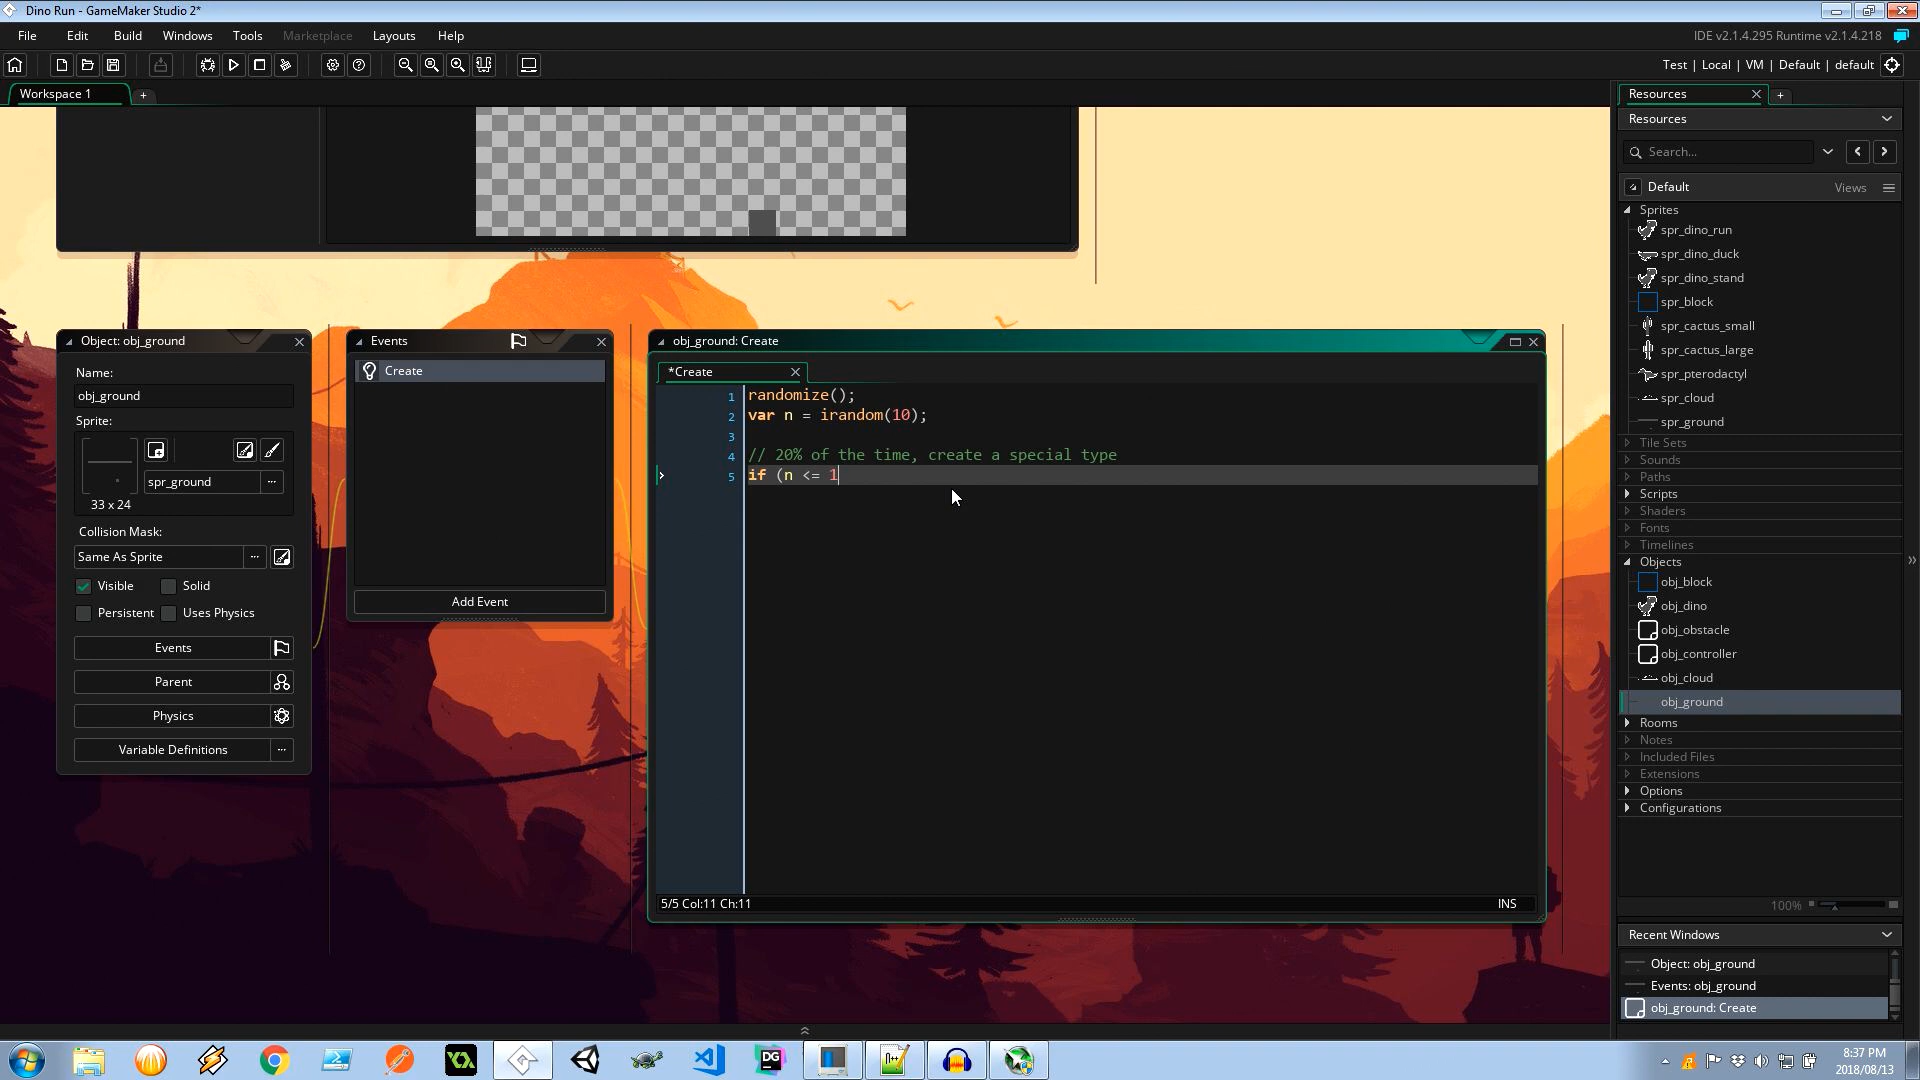 Dino Run - GameMaker Studio 2*
File Edit Build Windows Tools Marketplace Layouts Help
IDE v2.1.4.295 Runtime v2.1.4.218
Test | Local | VM | Default | default
Workspace 1
+
Object: obj_ground
Name:
obj_ground
Sprite:
spr_ground
...
33 x 24
Collision Mask:
Same As Sprite
...
Visible
Solid
Persistent
Uses Physics
Events
Parent
Physics
Variable Definitions
...
Events
Create
Add Event
obj_ground: Create
*Create
1 randomize();
2 var n = irandom(10);
3
4 // 20% of the time, create a special type
5 if (n <= 1
5/5 Col:11 Ch:11
INS
Resources
+
Resources
Search...
Default
Views
Sprites
spr_dino_run
spr_dino_duck
spr_dino_stand
spr_block
spr_cactus_small
spr_cactus_large
spr_pterodactyl
spr_cloud
spr_ground
Tile Sets
Sounds
Paths
Scripts
Shaders
Fonts
Timelines
Objects
obj_block
obj_dino
obj_obstacle
obj_controller
obj_cloud
obj_ground
Rooms
Notes
Included Files
Extensions
Options
Configurations
100%
Recent Windows
Object: obj_ground
Events: obj_ground
obj_ground: Create
DG
8:37 PM
2018/08/13